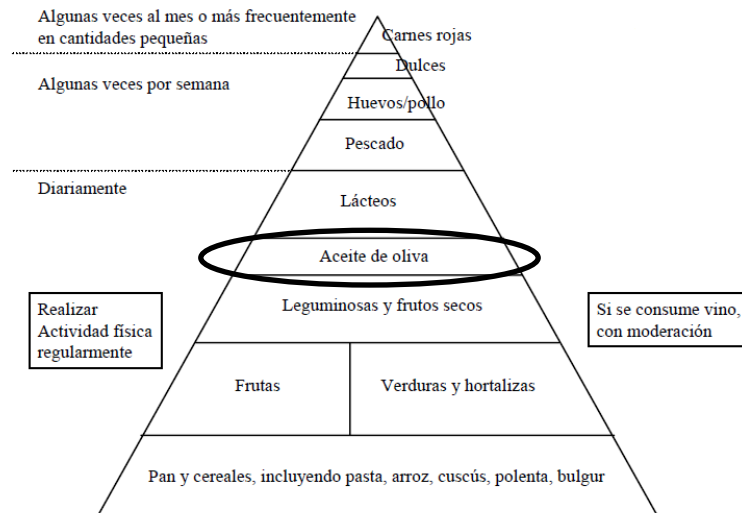 Algunas veces al mes o más frecuentemente
en cantidades pequeñas
Carnes rojas
Dulces
Algunas veces por semana
Huevos/pollo
Pescado
Diariamente
Lácteos
Aceite de oliva
Leguminosas y frutos secos
Realizar
Actividad física
regularmente
Si se consume vino,
con moderación
Frutas
Verduras y hortalizas
Pan y cereales, incluyendo pasta, arroz, cuscús, polenta, bulgur